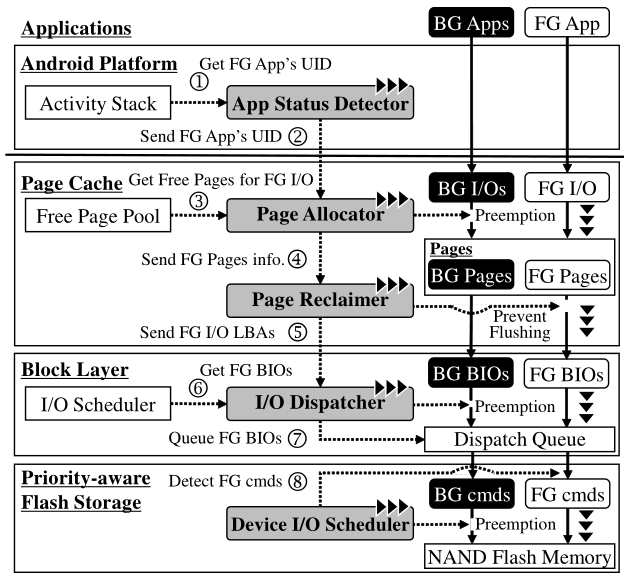 Applications
BG Apps
FG App
Android Platform
Get FG App's UID
①
Activity Stack
App Status Detector
Send FG App's UID ②
Page Cache
Get Free Pages for FG I/O
BG I/Os
FG I/O
③
Free Page Pool
Page Allocator
Preemption
Pages
Send FG Pages info. ④
BG Pages
FG Pages
Page Reclaimer
Prevent
Flushing
Send FG I/O LBAs ⑤
Block Layer
Get FG BIOs
BG BIOs
FG BIOs
⑥
I/O Scheduler
I/O Dispatcher
Preemption
Queue FG BIOs ⑦
Dispatch Queue
Priority-aware
Flash Storage
Detect FG cmds ⑧
BG cmds
FG cmds
Device I/O Scheduler
Preemption
NAND Flash Memory